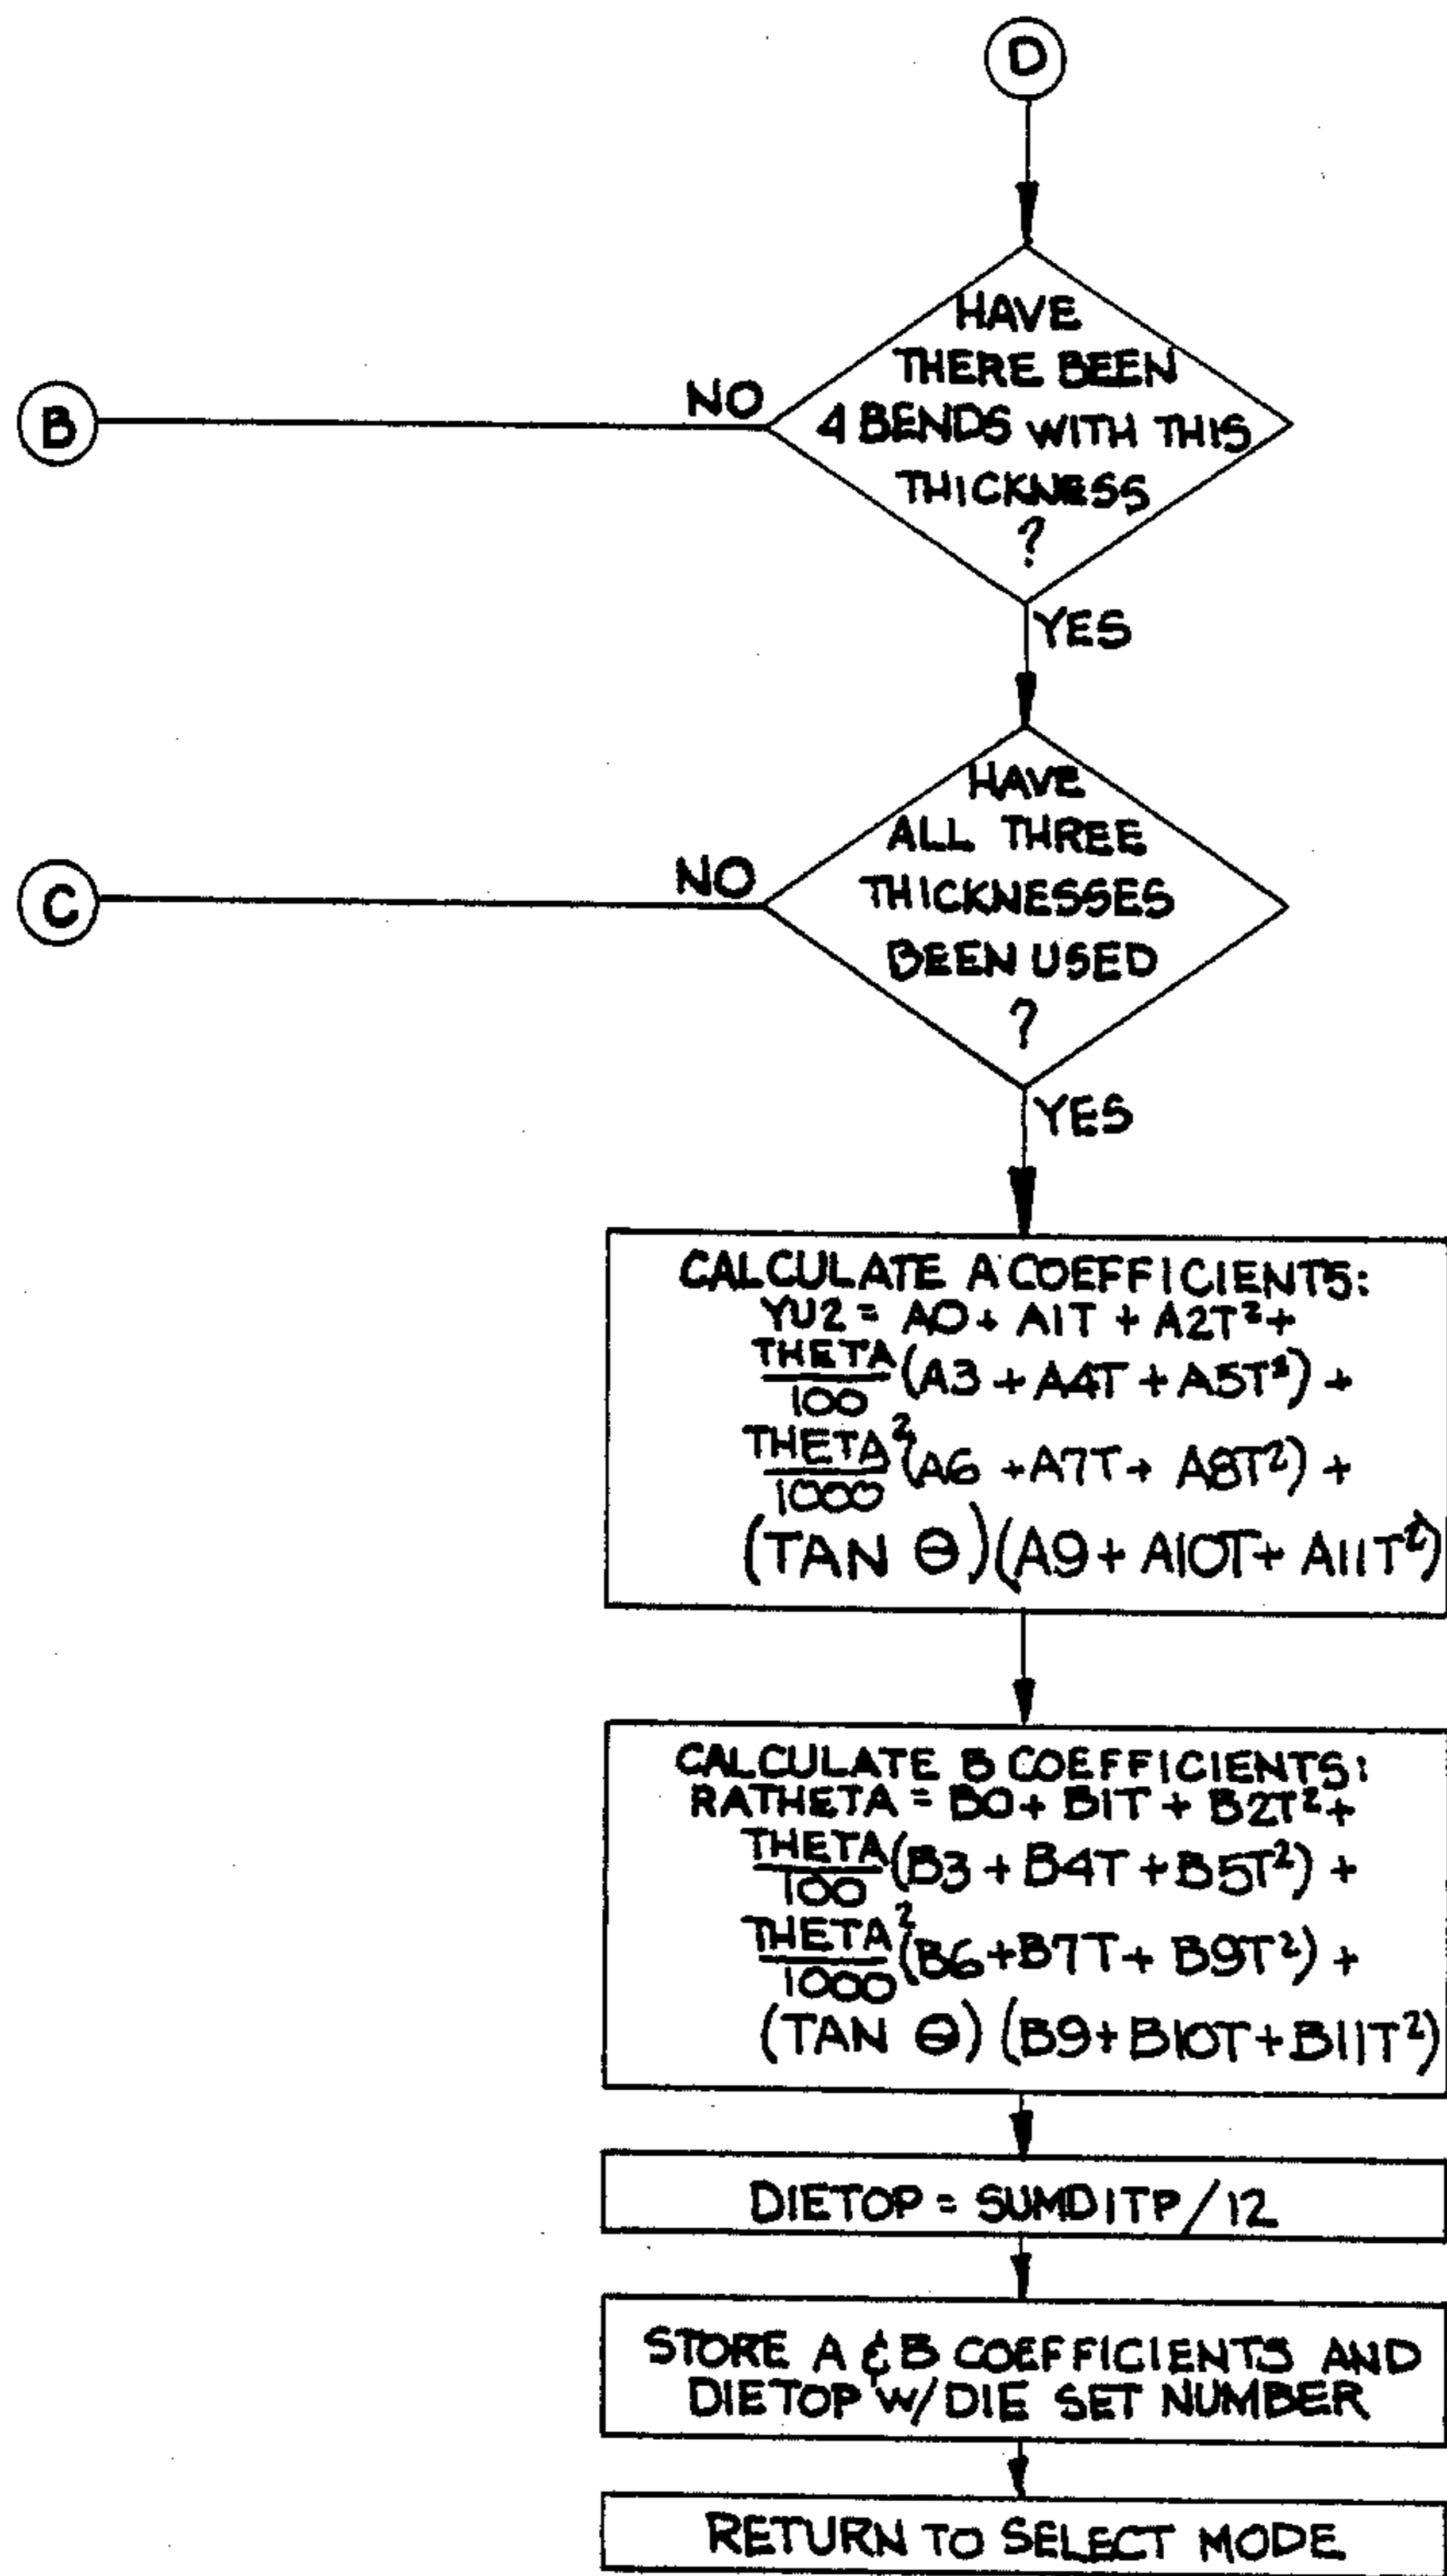 D
HAVE
THERE BEEN
4 BENDS WITH THIS
THICKNESS
?
NO
B
YES
HAVE
ALL THREE
THICKNESSES
BEEN USED
?
NO
C
YES
CALCULATE A COEFFICIENTS:
YU2 = A0 + A1T + A2T² +
THETA/100 (A3 + A4T + A5T²) +
THETA²/1000 (A6 + A7T + A8T²) +
(TAN Θ)(A9 + A10T + A11T²)
CALCULATE B COEFFICIENTS:
RATHETA = B0 + B1T + B2T² +
THETA/100 (B3 + B4T + B5T²) +
THETA²/1000 (B6 + B7T + B9T²) +
(TAN Θ) (B9 + B10T + B11T²)
DIETOP = SUMDITP/12
STORE A & B COEFFICIENTS AND
DIETOP W/DIE SET NUMBER
RETURN TO SELECT MODE